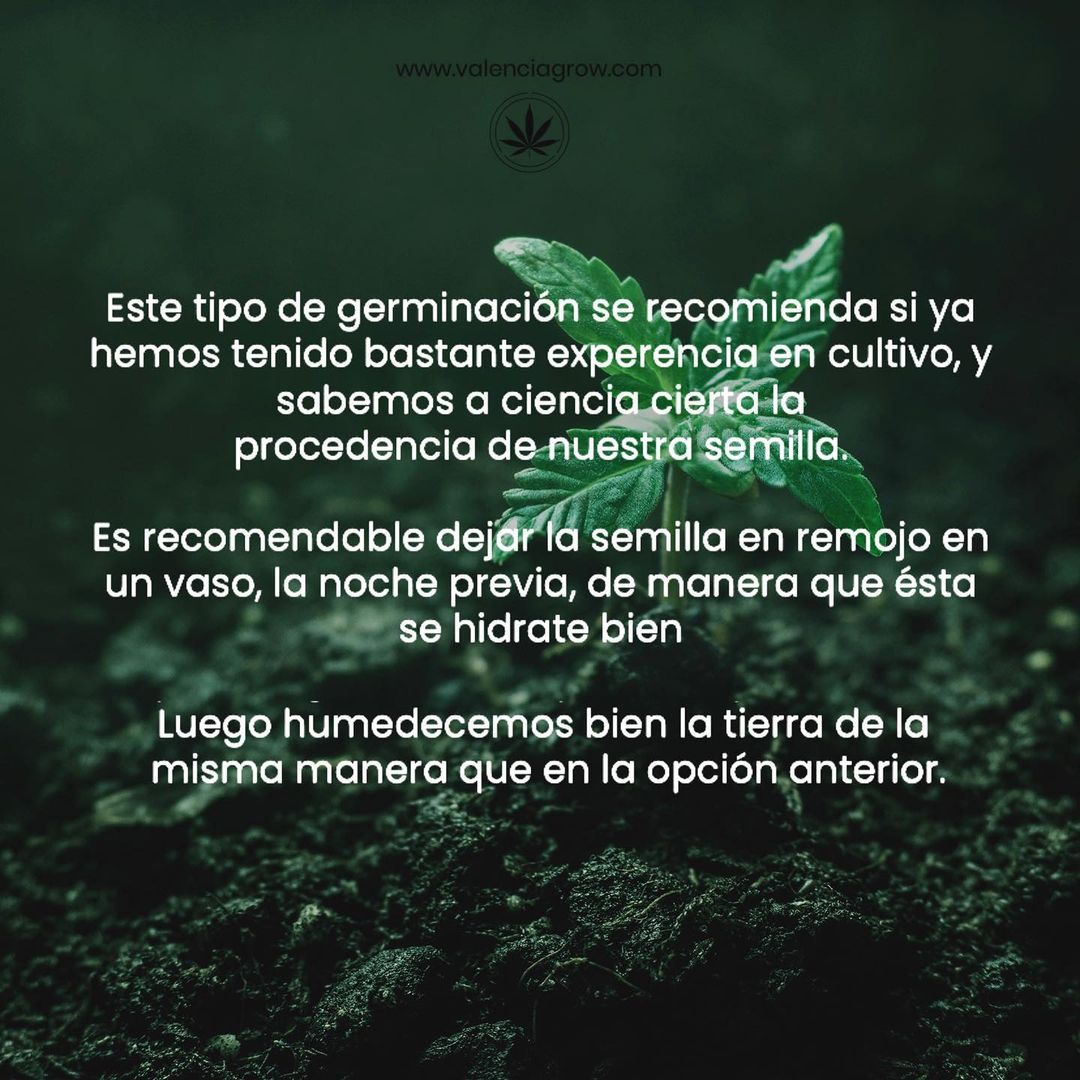 www.valenciagrow.com
Este tipo de germinación se recomienda si ya
hemos tenido bastante experencia en cultivo, y
sabemos a ciencia cierta la
procedencia de nuestra semilla.
Es recomendable dejar la semilla en remojo en
un vaso, la noche previa, de manera que ésta
se hidrate bien
Luego humedecemos bien la tierra de la
misma manera que en la opción anterior.